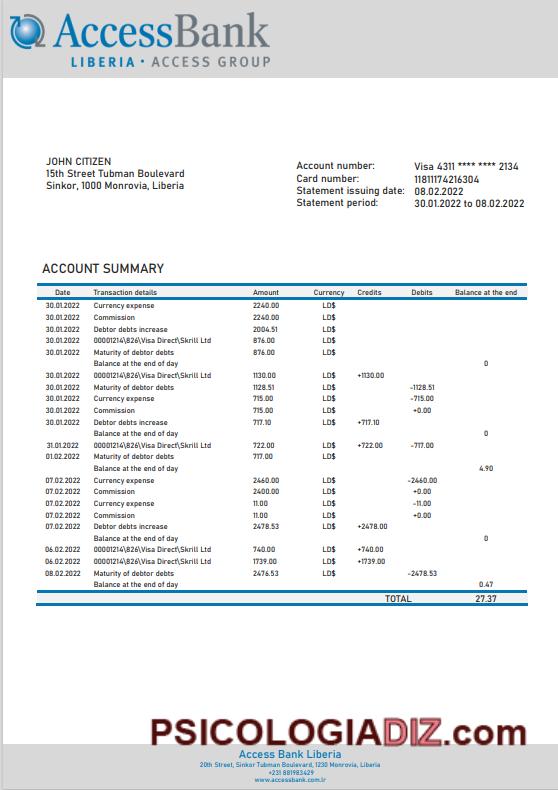 AccessBank
LIBERIA • ACCESS GROUP
JOHN CITIZEN
15th Street Tubman Boulevard
Sinkor, 1000 Monrovia, Liberia
Account number: Visa 4311 **** **** 2134
Card number: 11811174216304
Statement issuing date: 08.02.2022
Statement period: 30.01.2022 to 08.02.2022
ACCOUNT SUMMARY
Date Transaction details Amount Currency Credits Debits Balance at the end
30.01.2022 Currency expense 2240.00 LD$
30.01.2022 Commission 2240.00 LD$
30.01.2022 Debtor debts increase 2004.51 LD$
30.01.2022 00001214\826\Visa Direct\Skrill Ltd 876.00 LD$
30.01.2022 Maturity of debtor debts 876.00 LD$
Balance at the end of day 0
30.01.2022 00001214\826\Visa Direct\Skrill Ltd 1130.00 LD$ +1130.00
30.01.2022 Maturity of debtor debts 1128.51 LD$ -1128.51
30.01.2022 Currency expense 715.00 LD$ -715.00
30.01.2022 Commission 715.00 LD$ +0.00
30.01.2022 Debtor debts increase 717.10 LD$ +717.10
Balance at the end of day 0
31.01.2022 00001214\826\Visa Direct\Skrill Ltd 722.00 LD$ +722.00 -717.00
01.02.2022 Maturity of debtor debts 717.00 LD$
Balance at the end of day 4.90
07.02.2022 Currency expense 2460.00 LD$ -2460.00
07.02.2022 Commission 2400.00 LD$ +0.00
07.02.2022 Currency expense 11.00 LD$ -11.00
07.02.2022 Commission 11.00 LD$ +0.00
07.02.2022 Debtor debts increase 2478.53 LD$ +2478.00
Balance at the end of day 0
06.02.2022 00001214\826\Visa Direct\Skrill Ltd 740.00 LD$ +740.00
06.02.2022 00001214\826\Visa Direct\Skrill Ltd 1739.00 LD$ +1739.00
08.02.2022 Maturity of debtor debts 2476.53 LD$ -2478.53
Balance at the end of day 0.47
TOTAL 27.37
PSICOLOGIADIZ.com
Access Bank Liberia
20th Street, Sinkor Tubman Boulevard, 1230 Monrovia, Liberia
+231 881983429
www.accessbank.com.lr